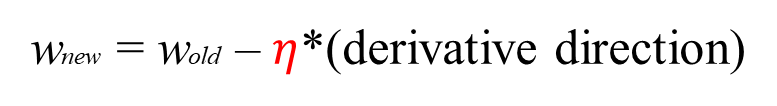 w_new = w_old − η*(derivative direction)